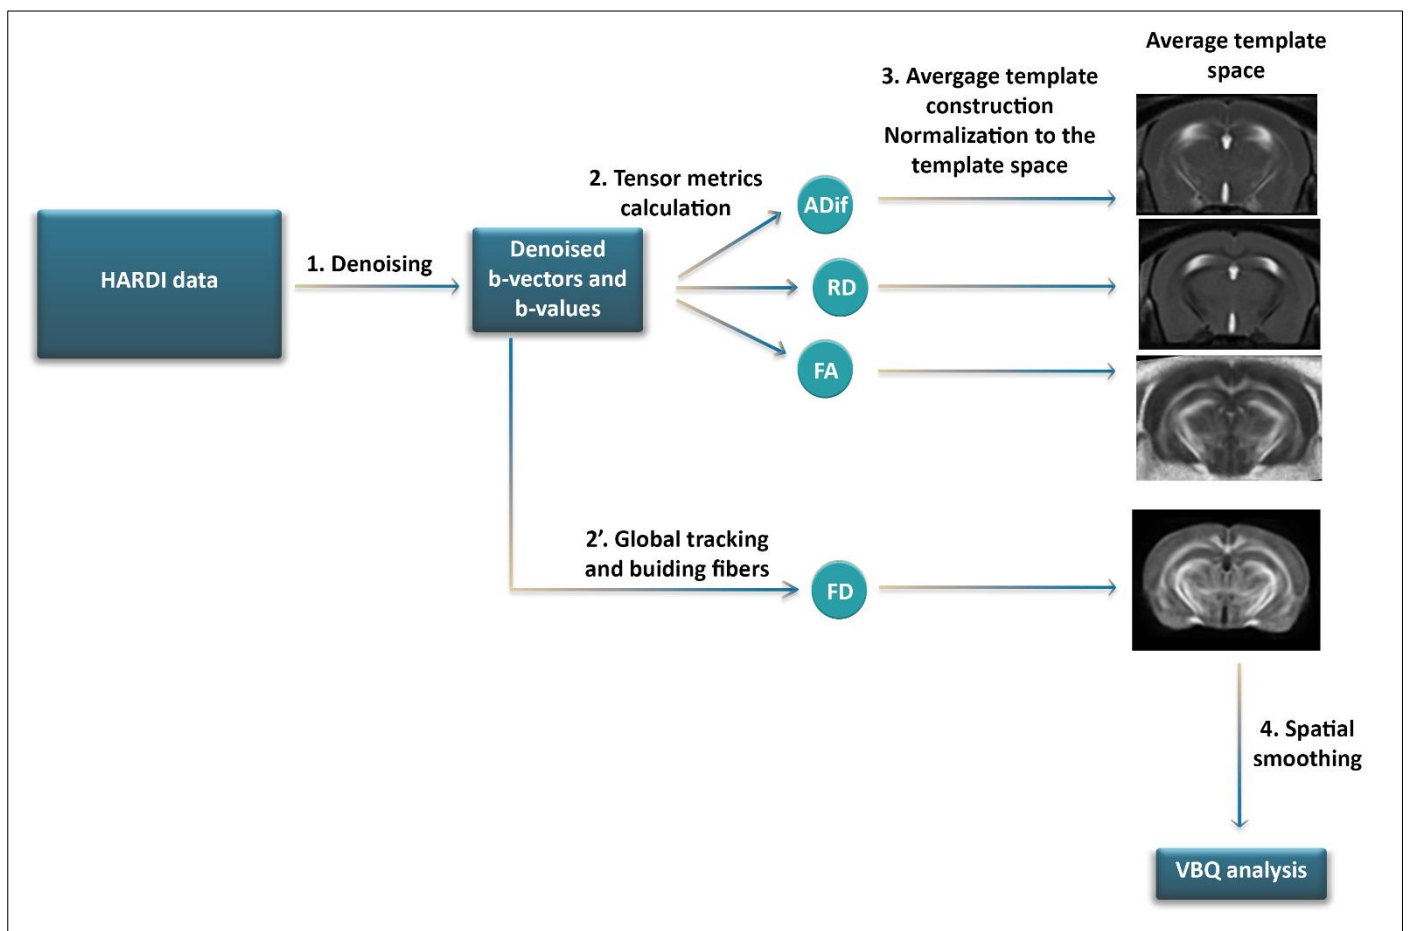 Average template
space
3. Avergage template
construction
Normalization to the
template space
2. Tensor metrics
calculation
ADif
HARDI data
1. Denoising
Denoised
b-vectors and
b-values
RD
FA
2'. Global tracking
and buiding fibers
FD
4. Spatial
smoothing
VBQ analysis